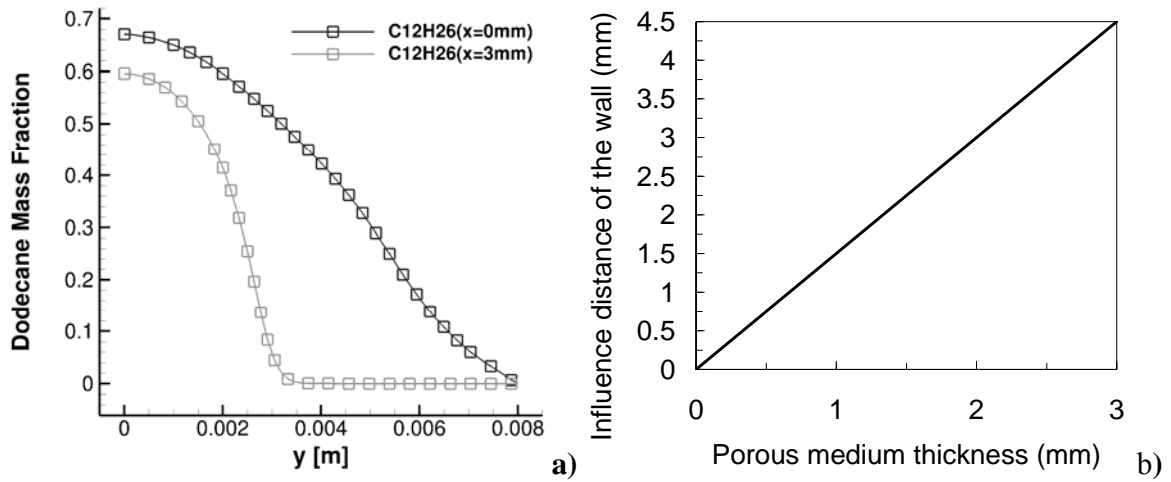 0.7
0.6
0.5
0.4
0.3
0.2
0.1
0
Dodecane Mass Fraction
C12H26(x=0mm)
C12H26(x=3mm)
0 0.002 0.004 0.006 0.008
y [m]
a)
4.5
4
3.5
3
2.5
2
1.5
1
0.5
0
Influence distance of the wall (mm)
0 1 2 3
Porous medium thickness (mm)
b)